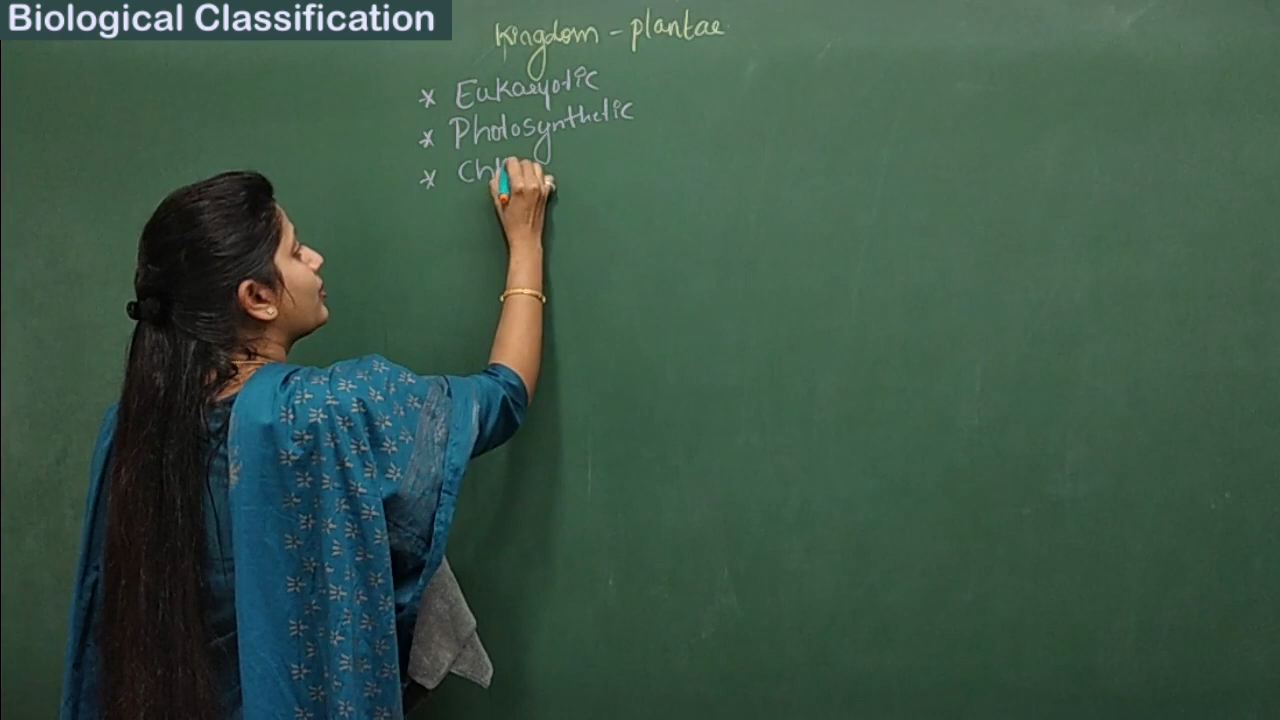 Biological Classification
Kingdom - plantae
* Eukaryotic
* Photosynthetic
* Ch